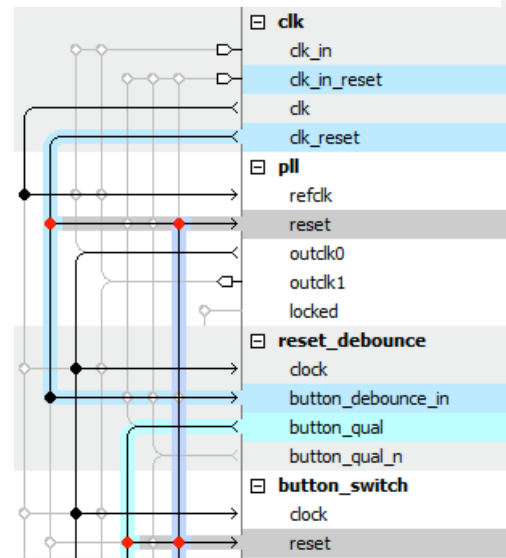 clk
clk_in
clk_in_reset
clk
clk_reset
pll
refclk
reset
outclk0
outclk1
locked
reset_debounce
clock
button_debounce_in
button_qual
button_qual_n
button_switch
clock
reset